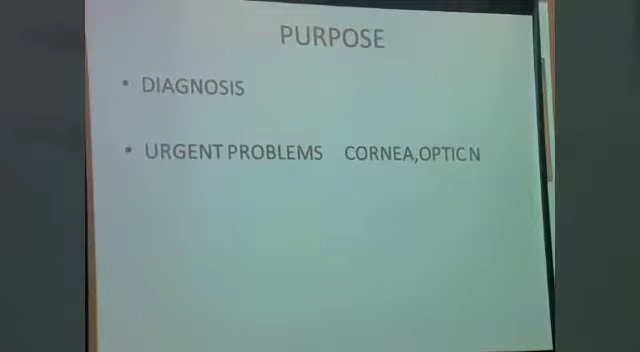 PURPOSE
• DIAGNOSIS
• URGENT PROBLEMS CORNEA,OPTIC N